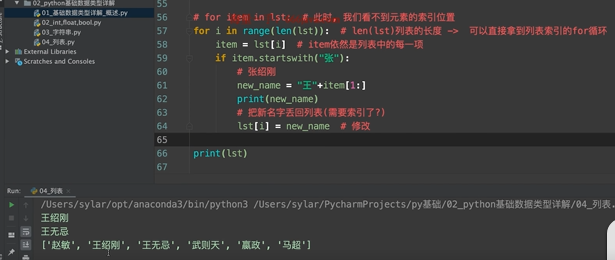 02_python基础数据类型详解
01_基础数据类型详解_概述.py
02_int,float,bool.py
03_字符串.py
04_列表.py
External Libraries
Scratches and Consoles
55
56 # for item in lst: # 此时, 我们看不到元素的索引位置
57 for i in range(len(lst)): # len(lst)列表的长度 -> 可以直接拿到列表索引的for循环
58 item = lst[i] # item依然是列表中的每一项
59 if item.startswith("张"):
60 # 张绍刚
61 new_name = "王"+item[1:]
62 print(new_name)
63 # 把新名字丢回列表(需要索引了?)
64 lst[i] = new_name # 修改
65
66 print(lst)
67
Run: 04_列表
/Users/sylar/opt/anaconda3/bin/python3 /Users/sylar/PycharmProjects/py基础/02_python基础数据类型详解/04_列表.
王绍刚
王无忌
['赵敏', '王绍刚', '王无忌', '武则天', '嬴政', '马超']